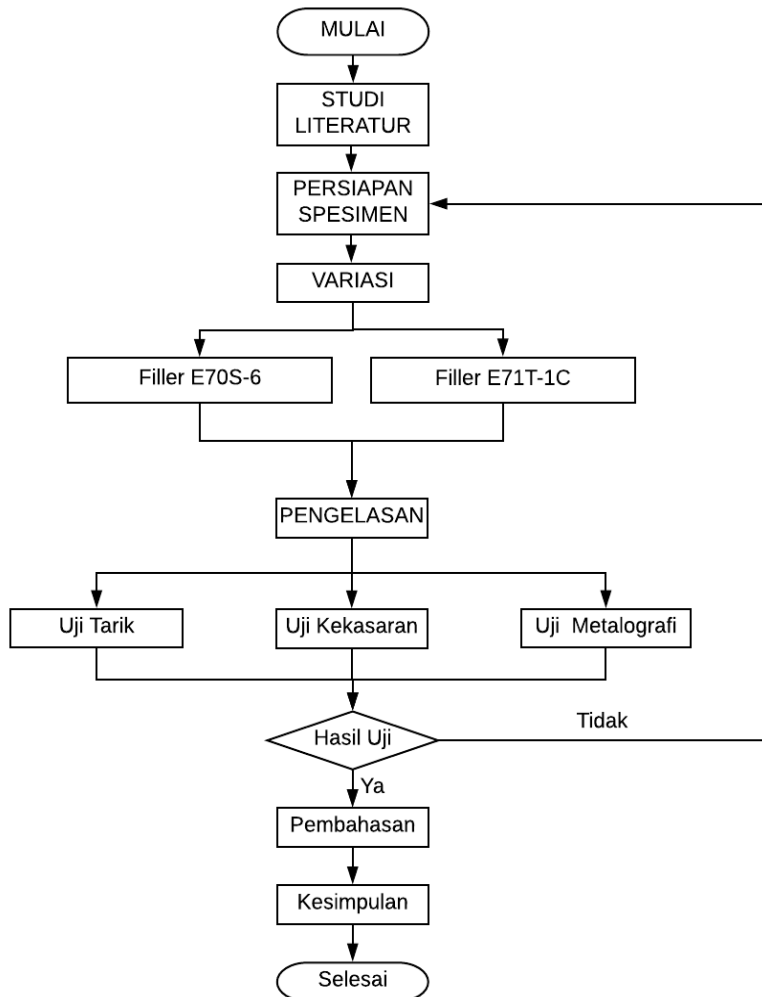 MULAI
STUDI
LITERATUR
PERSIAPAN
SPESIMEN
VARIASI
Filler E70S-6
Filler E71T-1C
PENGELASAN
Uji Tarik
Uji Kekasaran
Uji Metalografi
Hasil Uji
Tidak
Ya
Pembahasan
Kesimpulan
Selesai